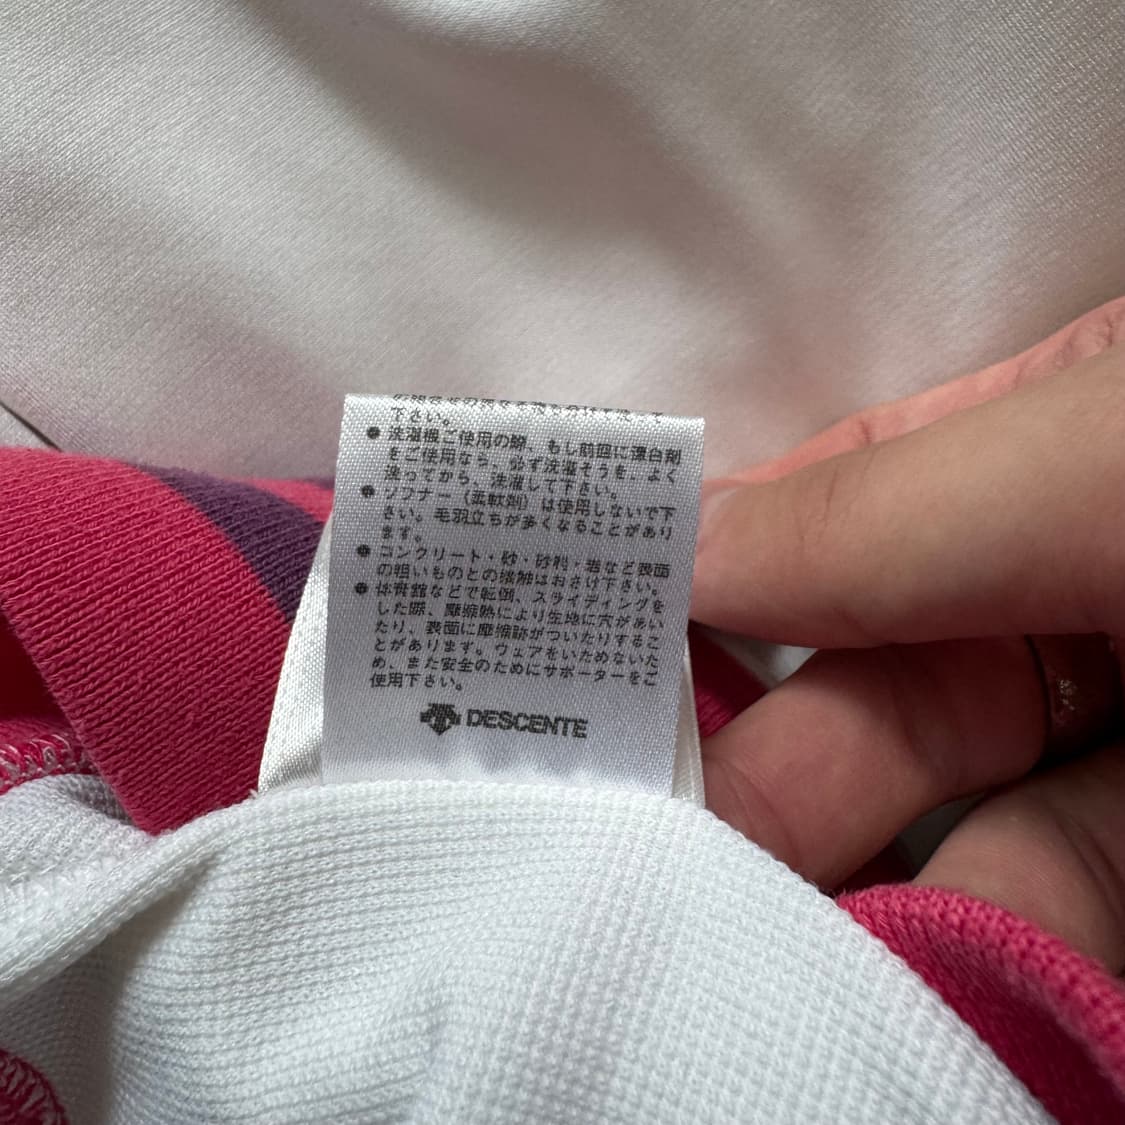 下さい。
● 洗濯機ご使用の際、もし前回に漂白剤
をご使用なら、必ず洗濯そうを、よく
洗ってから、洗濯して下さい。
● ソフナー（柔軟剤）は使用しないで下
さい。毛羽立ちが多くなることがあり
ます。
● コンクリート・砂・砂利・岩など表面
の粗いものとの接触はおさけ下さい。
● 体育館などで転倒、スライディングを
した際、摩擦熱により生地に穴があい
たり、表面に摩擦跡がついたりするこ
とがあります。ウェアをいためないた
め、また安全のためにサポーターをご
使用下さい。
DESCENTE